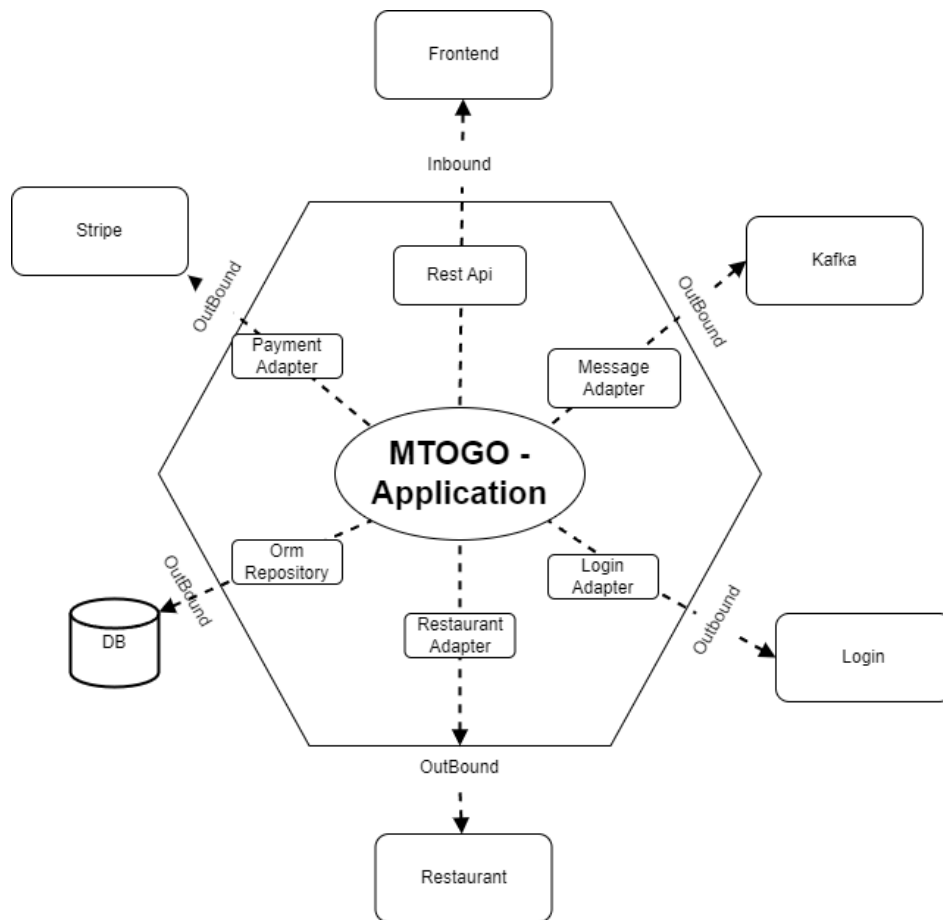 Frontend
Inbound
Stripe
Kafka
OutBound
Rest Api
OutBound
Payment
Adapter
Message
Adapter
MTOGO -
Application
Orm
Repository
Login
Adapter
OutBound
DB
Restaurant
Adapter
Outbound
Login
OutBound
Restaurant